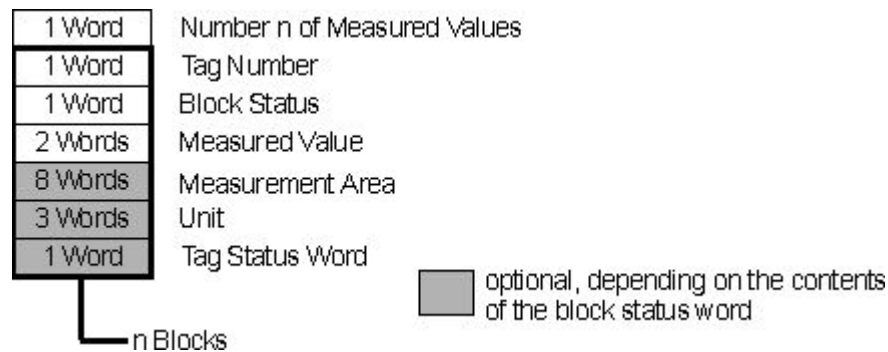 1 Word Number n of Measured Values
1 Word Tag Number
1 Word Block Status
2 Words Measured Value
8 Words Measurement Area
3 Words Unit
1 Word Tag Status Word
optional, depending on the contents
of the block status word
n Blocks